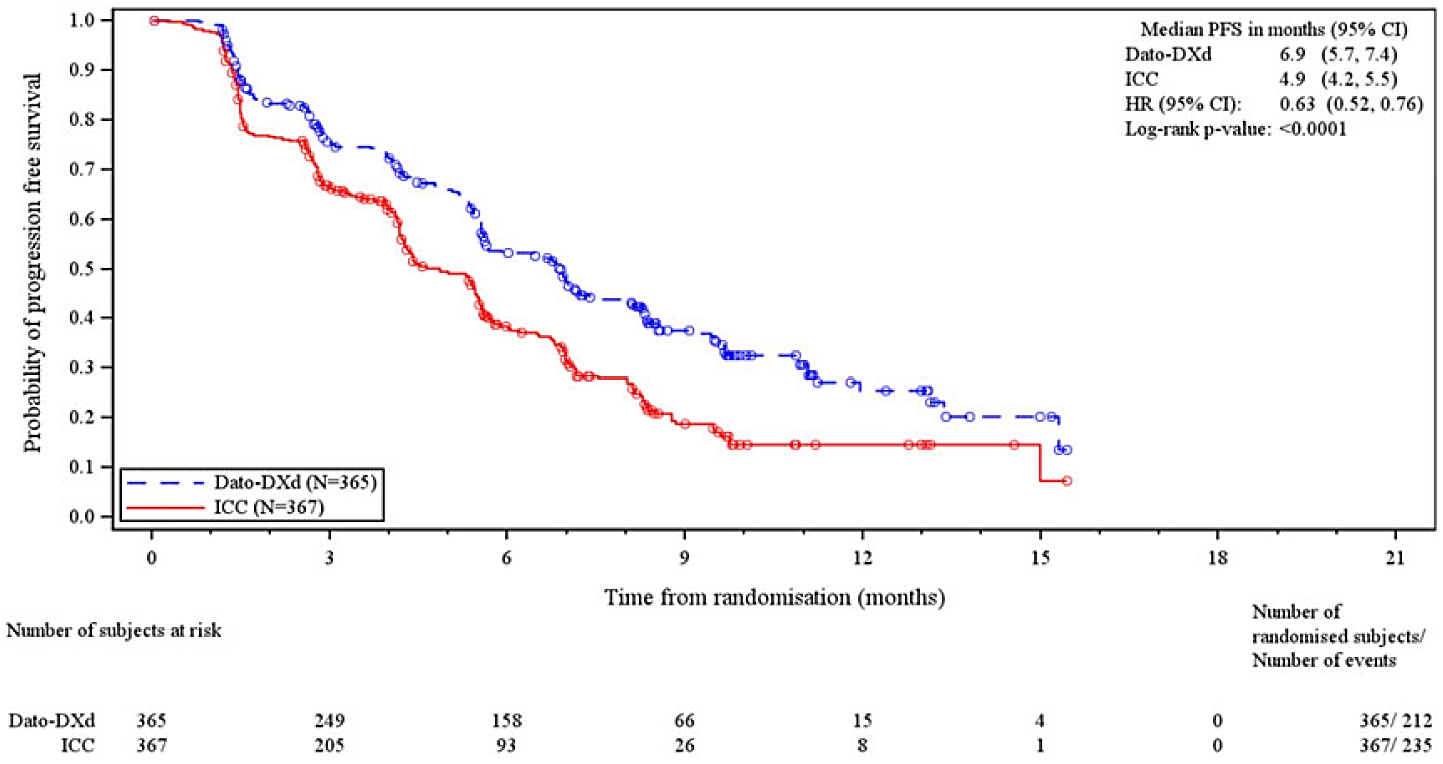 Median PFS in months (95% CI)
Dato-DXd 6.9 (5.7, 7.4)
ICC 4.9 (4.2, 5.5)
HR (95% CI): 0.63 (0.52, 0.76)
Log-rank p-value: <0.0001
Probability of progression free survival
1.0
0.9
0.8
0.7
0.6
0.5
0.4
0.3
0.2
0.1
0.0
Dato-DXd (N=365)
ICC (N=367)
0 3 6 9 12 15 18 21
Time from randomisation (months)
Number of subjects at risk
Number of
randomised subjects/
Number of events
Dato-DXd 365 249 158 66 15 4 0 365/ 212
ICC 367 205 93 26 8 1 0 367/ 235